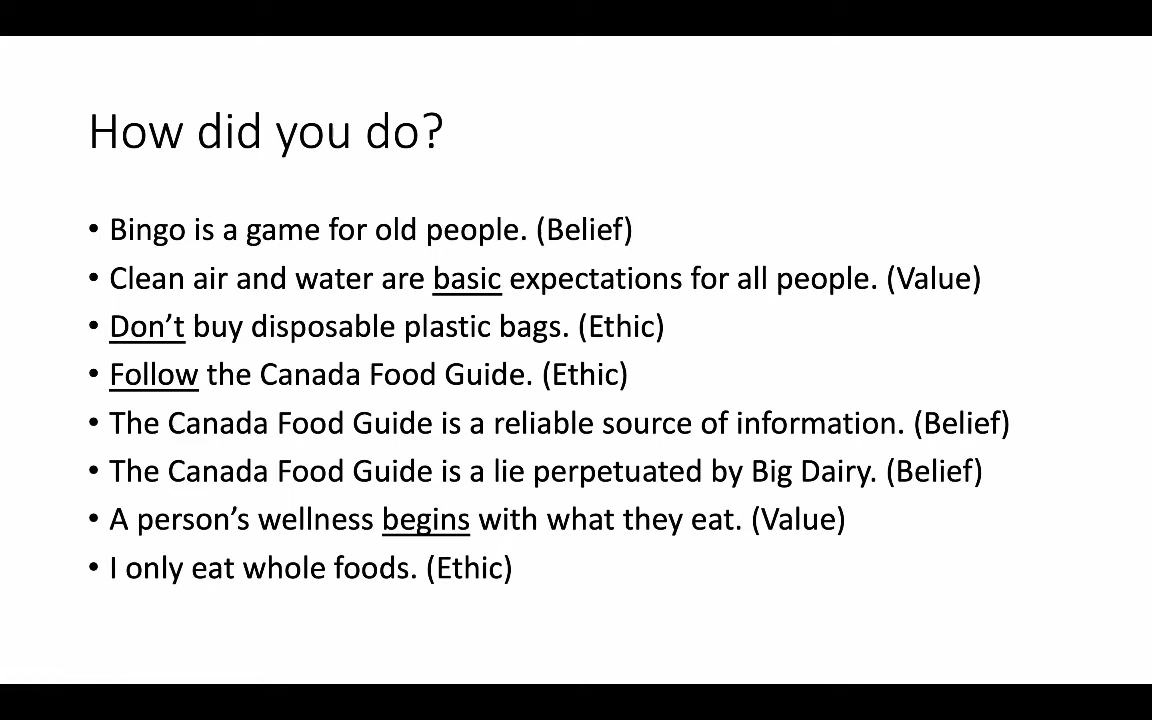 How did you do?
• Bingo is a game for old people. (Belief)
• Clean air and water are basic expectations for all people. (Value)
• Don’t buy disposable plastic bags. (Ethic)
• Follow the Canada Food Guide. (Ethic)
• The Canada Food Guide is a reliable source of information. (Belief)
• The Canada Food Guide is a lie perpetuated by Big Dairy. (Belief)
• A person’s wellness begins with what they eat. (Value)
• I only eat whole foods. (Ethic)